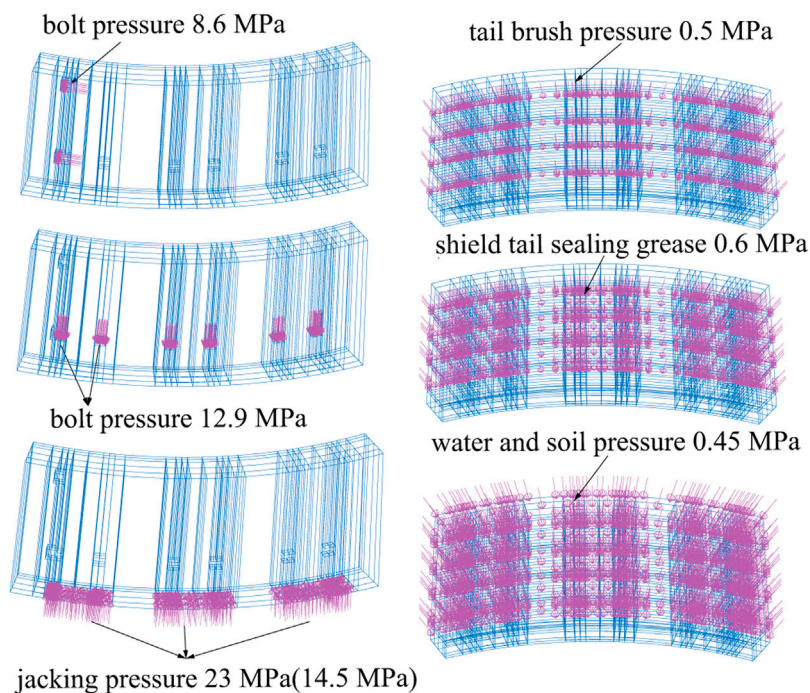 bolt pressure 8.6 MPa
tail brush pressure 0.5 MPa
shield tail sealing grease 0.6 MPa
bolt pressure 12.9 MPa
water and soil pressure 0.45 MPa
jacking pressure 23 MPa(14.5 MPa)